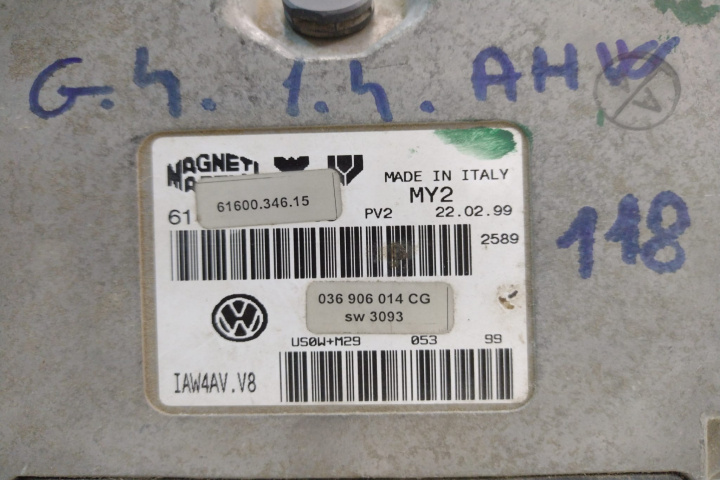 G.4. 1.4. AHW
MAGNETI
MADE IN ITALY
MY2
61600.346.15
61
PV2 22.02.99
2589
118
036 906 014 CG
sw 3093
US0W+M29 053 99
IAW4AV.V8